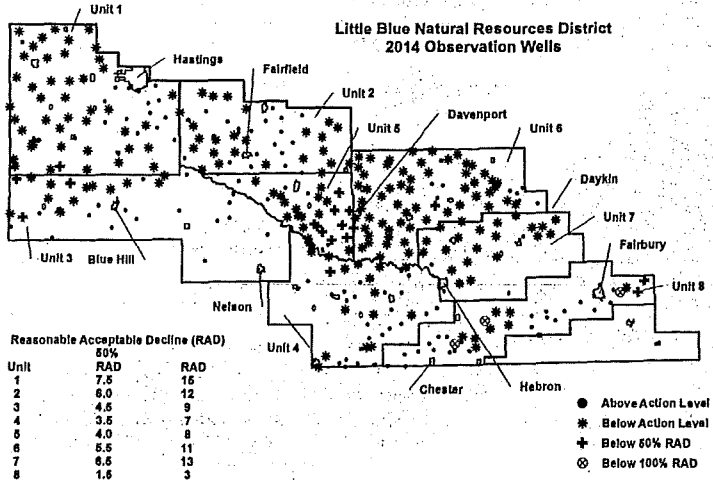 Little Blue Natural Resources District
2014 Observation Wells
Unit 1
Hastings
Fairfield
Unit 2
Davenport
Unit 5
Unit 6
Daykin
Unit 7
Fairbury
Unit 3
Blue Hill
Nelson
Unit 8
Unit 4
Chester
Hebron
Reasonable Acceptable Decline (RAD)
50%
Unit RAD RAD
1 7.5 15
2 6.0 12
3 4.5 9
4 3.5 7
5 4.0 8
6 5.5 11
7 6.5 13
8 1.5 3
Above Action Level
Below Action Level
Below 50% RAD
Below 100% RAD